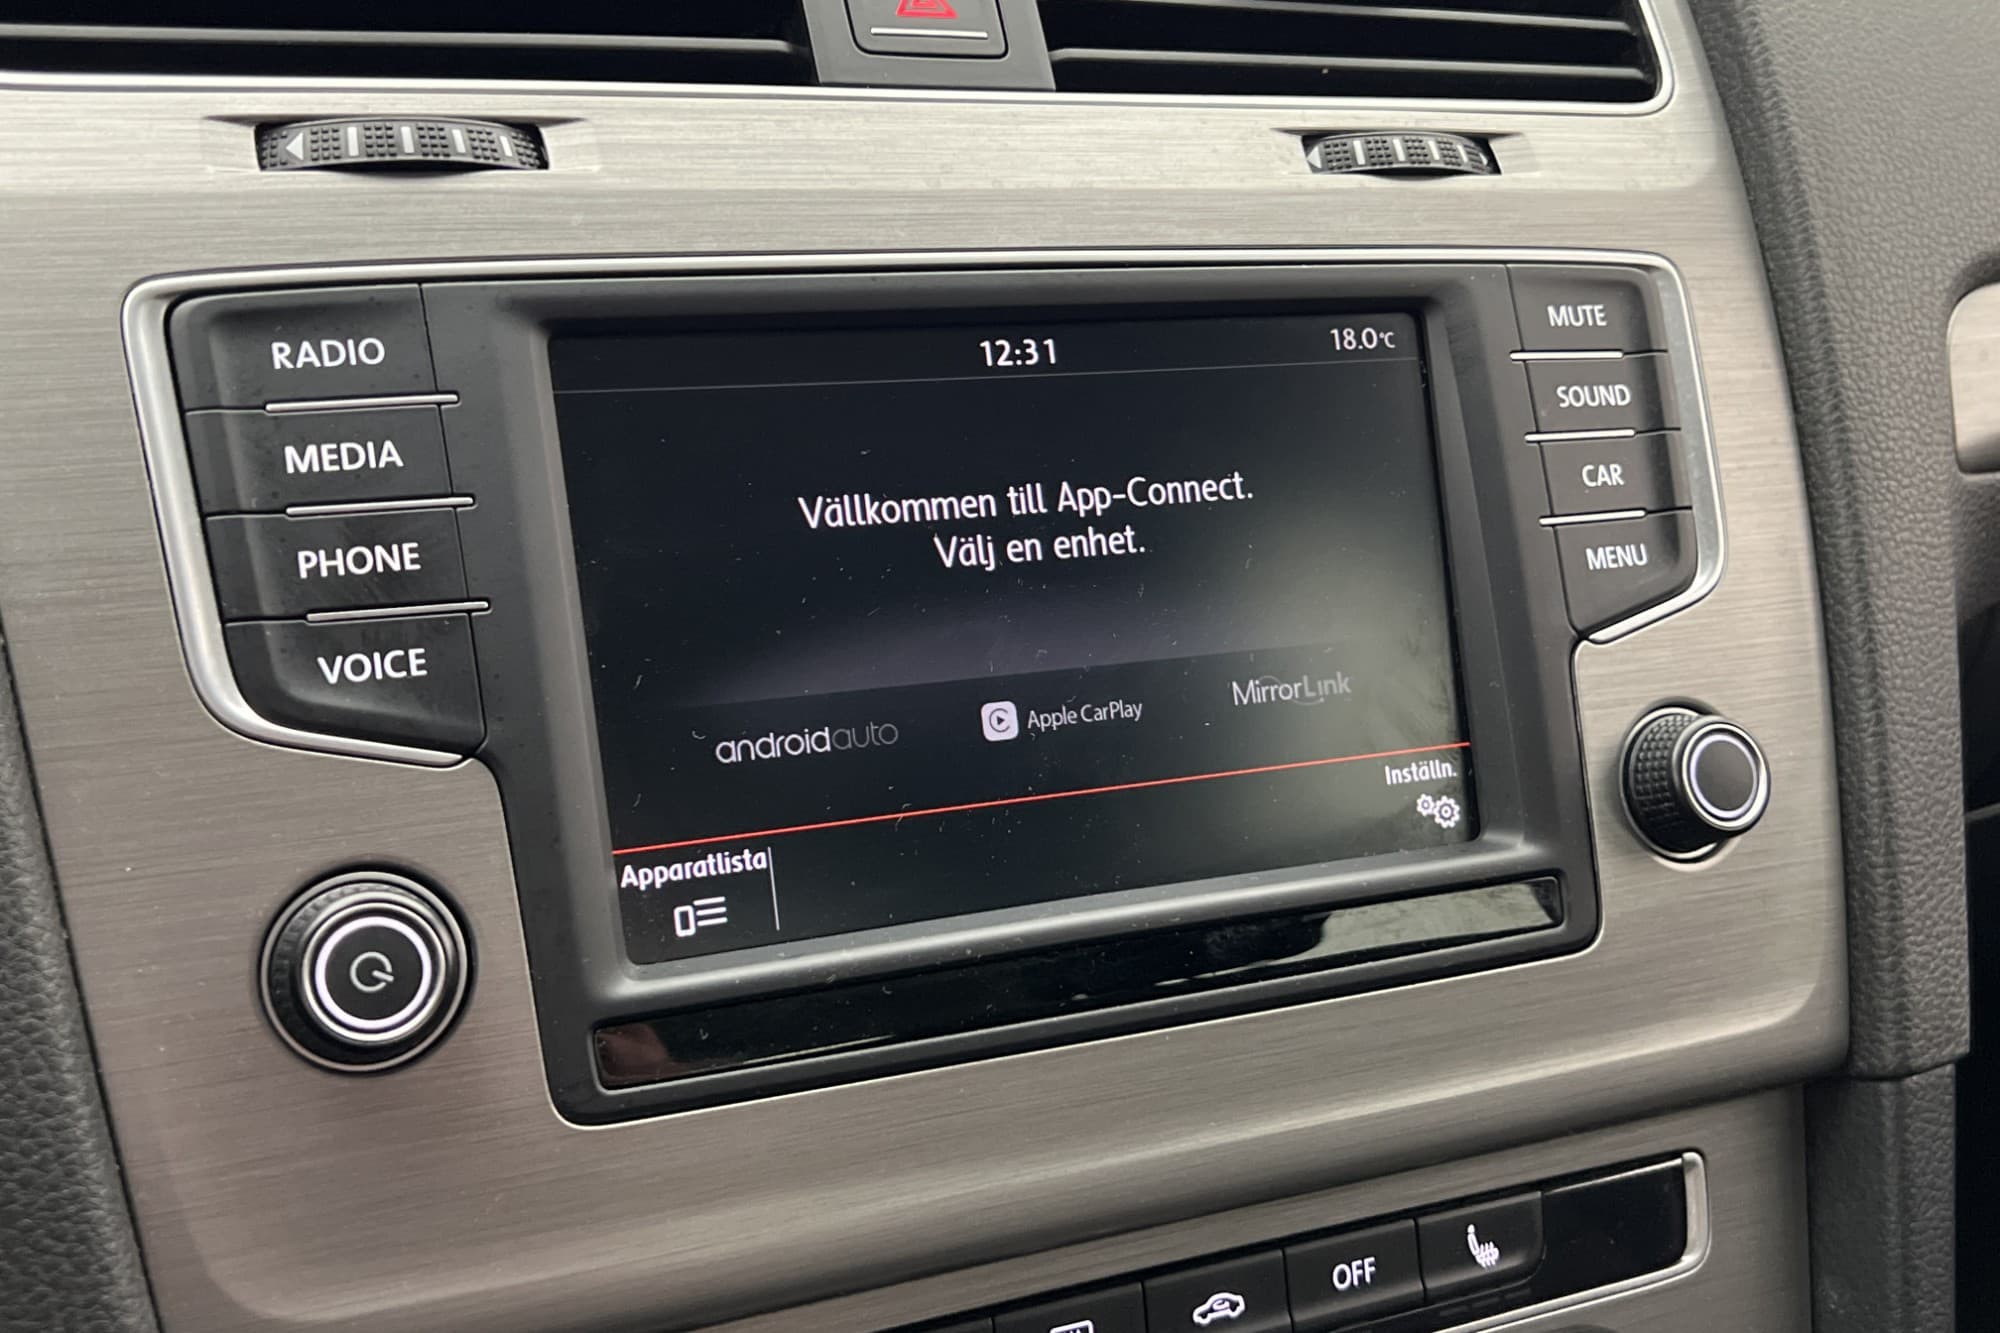 RADIO
MEDIA
PHONE
VOICE
12:31
18.0°C
Vällkommen till App-Connect.
Välj en enhet.
androidauto
Apple CarPlay
MirrorLink
Inställn.
Apparatlista
MUTE
SOUND
CAR
MENU
OFF